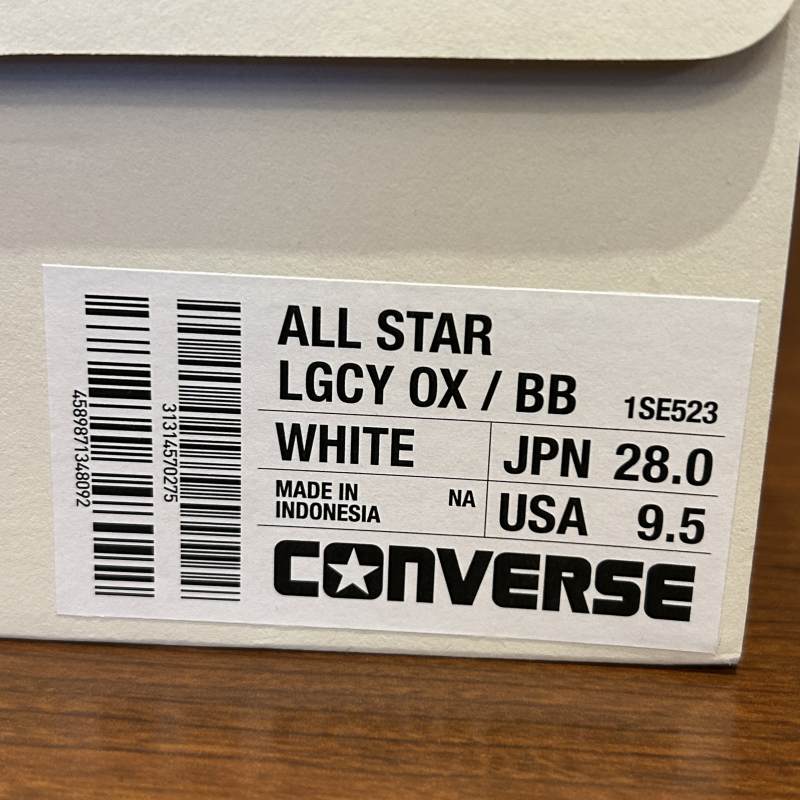 ALL STAR
LGCY OX / BB 1SE523
WHITE JPN 28.0
MADE IN INDONESIA NA USA 9.5
CONVERSE
4589871348092
31314570275